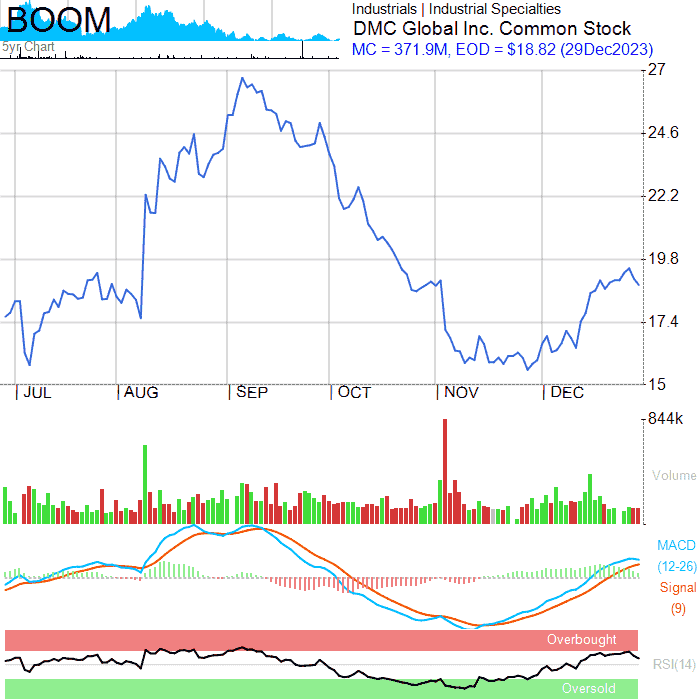 BOOM
5yr Chart
Industrials | Industrial Specialties
DMC Global Inc. Common Stock
MC = 371.9M, EOD = $18.82 (29Dec2023)
27
24.6
22.2
19.8
17.4
15
JUL AUG SEP OCT NOV DEC
844k
Volume
MACD
(12-26)
Signal
(9)
Overbought
RSI(14)
Oversold